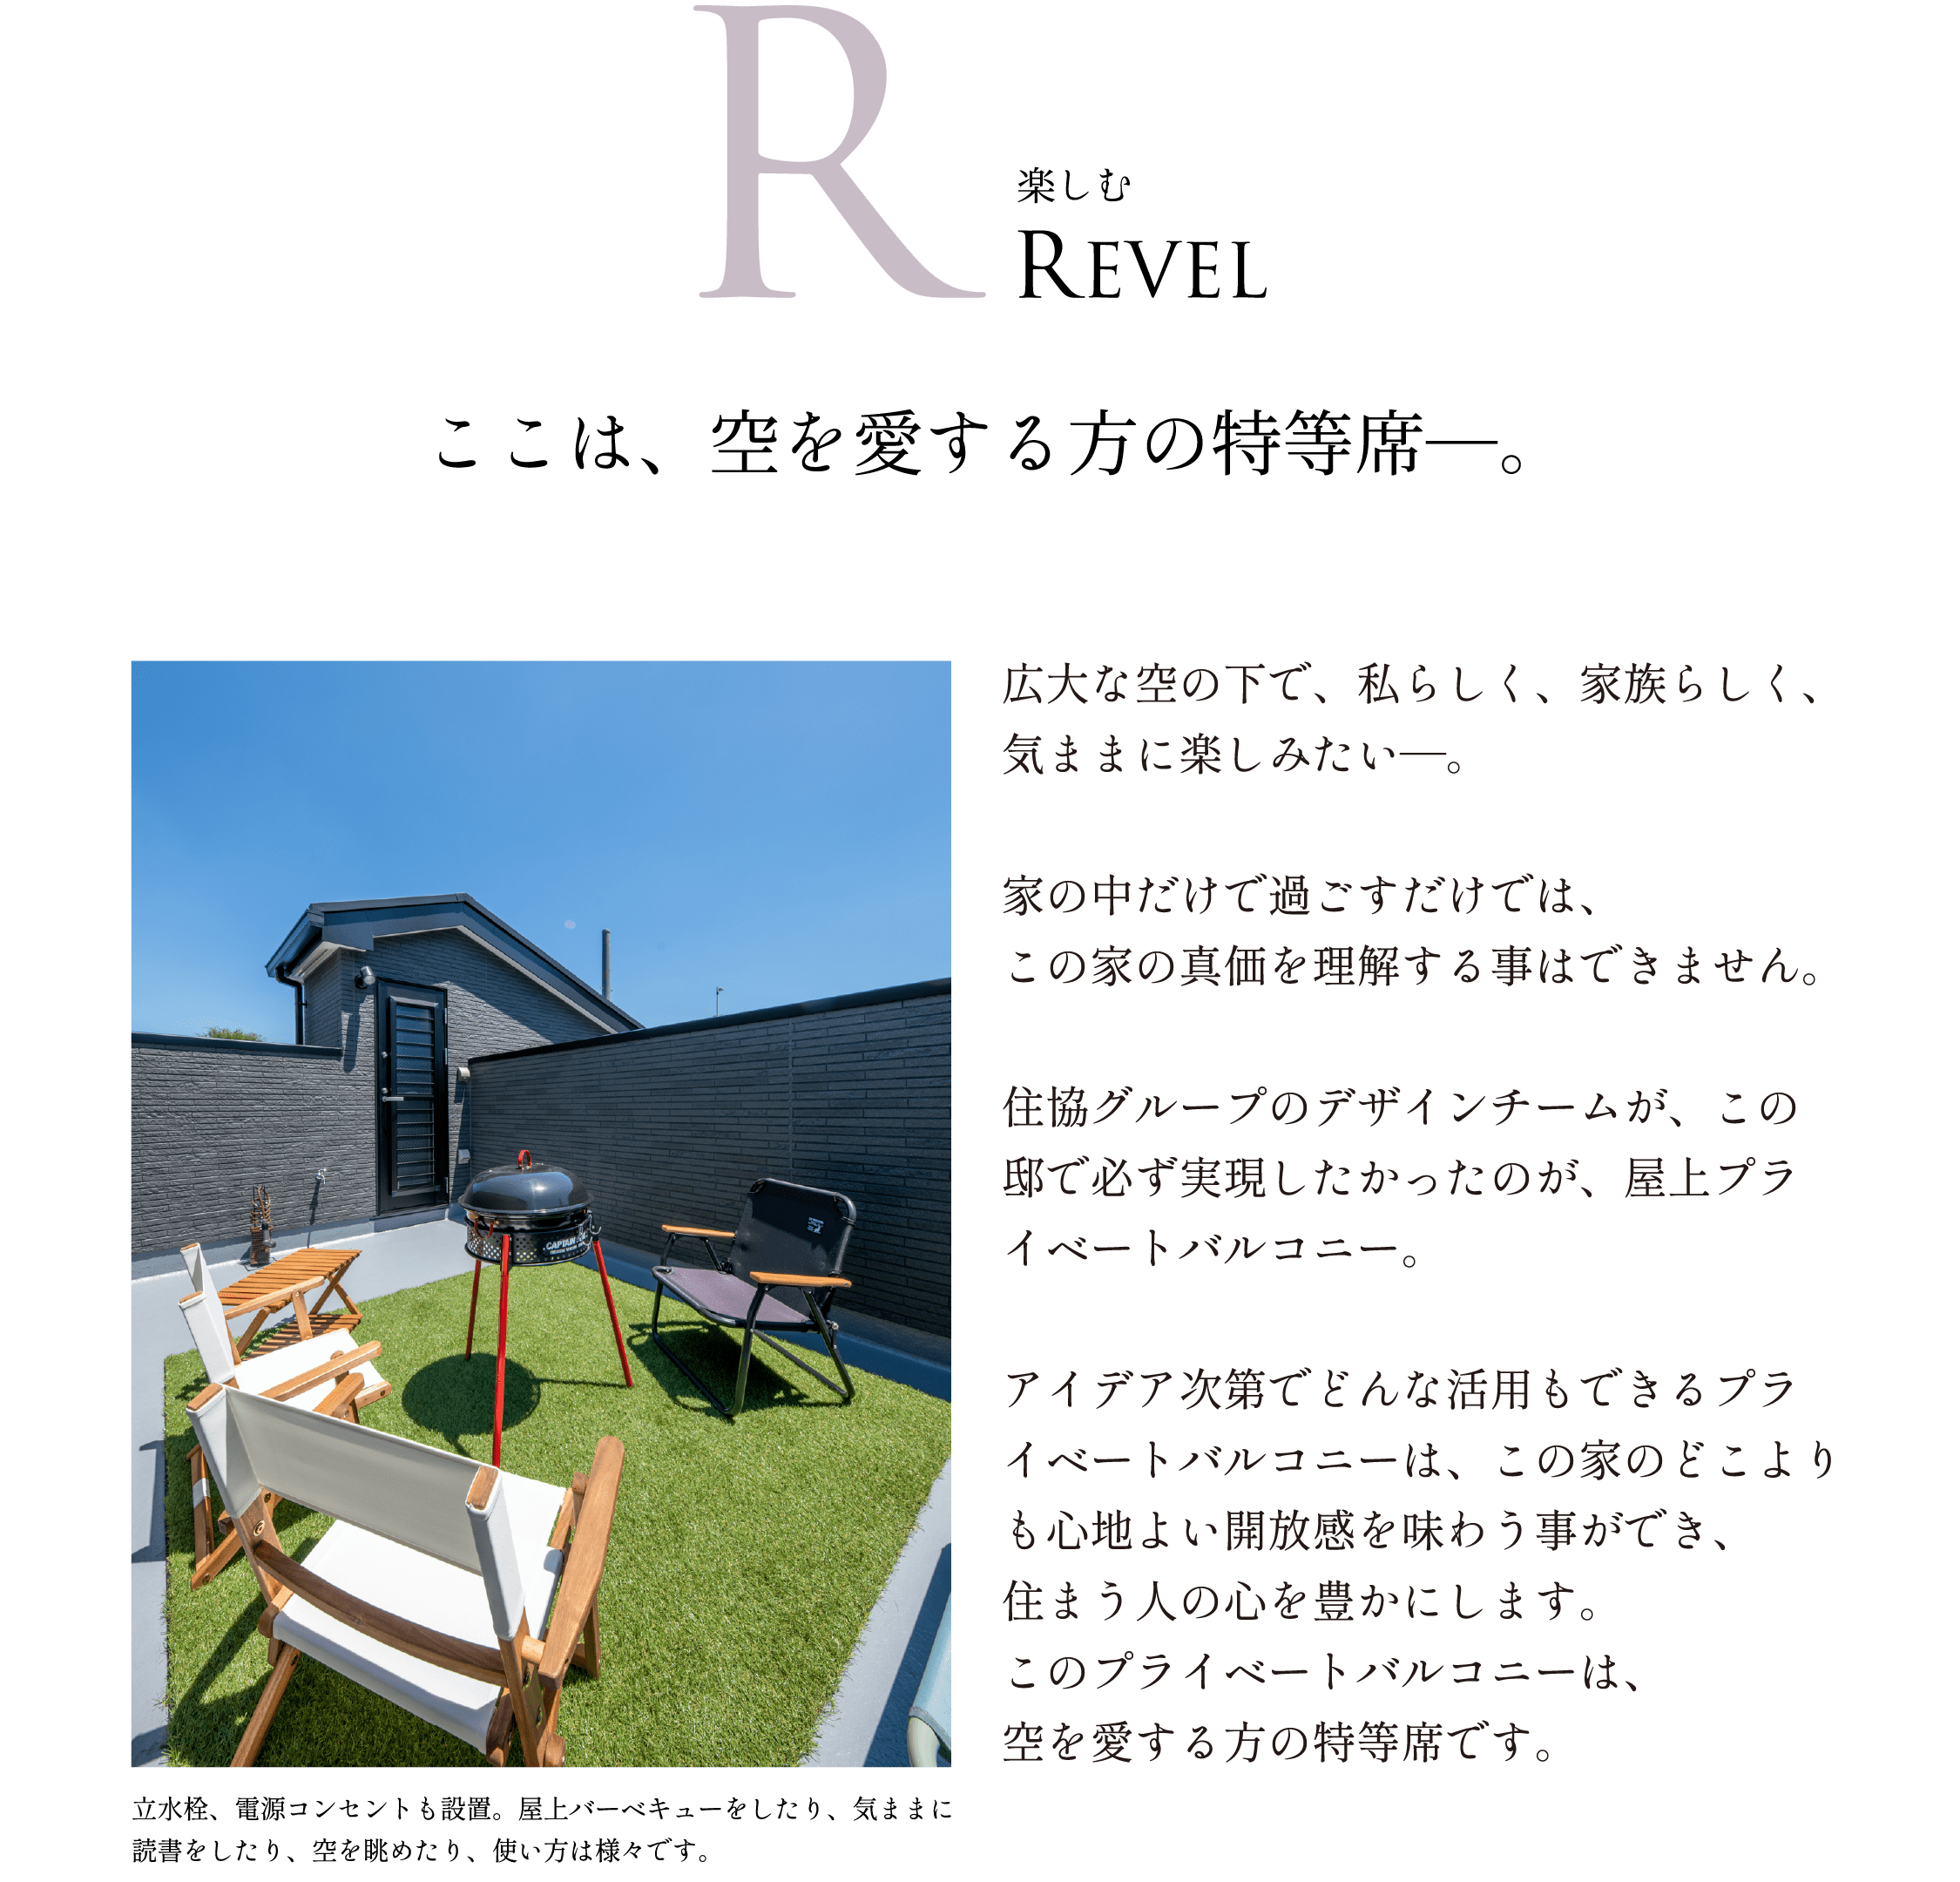 R
楽しむ
REVEL
ここは、空を愛する方の特等席―。
広大な空の下で、私らしく、家族らしく、
気ままに楽しみたい―。
家の中だけで過ごすだけでは、
この家の真価を理解する事はできません。
住協グループのデザインチームが、この
邸で必ず実現したかったのが、屋上プラ
イベートバルコニー。
アイデア次第でどんな活用もできるプラ
イベートバルコニーは、この家のどこより
も心地よい開放感を味わう事ができ、
住まう人の心を豊かにします。
このプライベートバルコニーは、
空を愛する方の特等席です。
CAPTAIN
立水栓、電源コンセントも設置。屋上バーベキューをしたり、気ままに
読書をしたり、空を眺めたり、使い方は様々です。